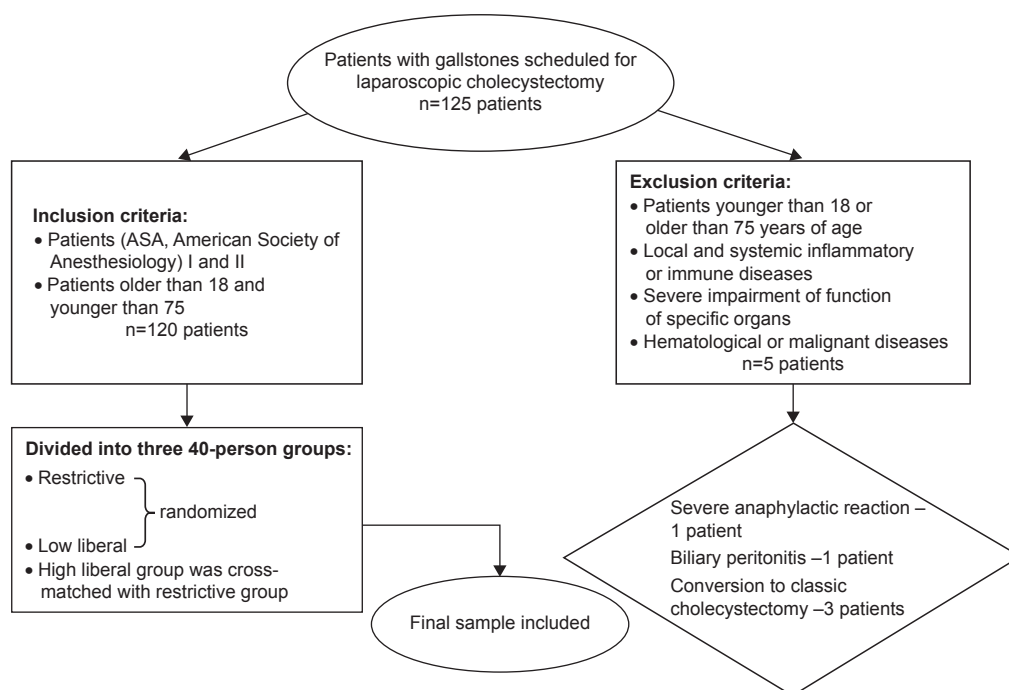 Patients with gallstones scheduled for
laparoscopic cholecystectomy
n=125 patients
Inclusion criteria:
• Patients (ASA, American Society of
Anesthesiology) I and II
• Patients older than 18 and
younger than 75
n=120 patients
Exclusion criteria:
• Patients younger than 18 or
older than 75 years of age
• Local and systemic inflammatory
or immune diseases
• Severe impairment of function
of specific organs
• Hematological or malignant diseases
n=5 patients
Divided into three 40-person groups:
• Restrictive
randomized
• Low liberal
• High liberal group was cross-
matched with restrictive group
Final sample included
Severe anaphylactic reaction –
1 patient
Biliary peritonitis –1 patient
Conversion to classic
cholecystectomy –3 patients